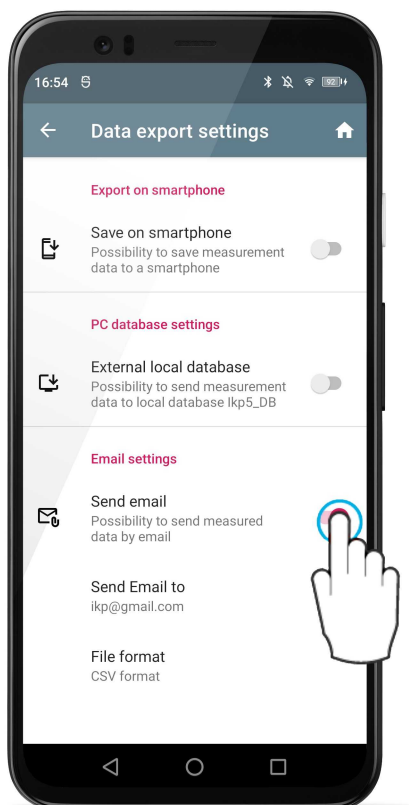 16:54
92
Data export settings
Export on smartphone
Save on smartphone
Possibility to save measurement
data to a smartphone
PC database settings
External local database
Possibility to send measurement
data to local database Ikp5_DB
Email settings
Send email
Possibility to send measured
data by email
Send Email to
ikp@gmail.com
File format
CSV format